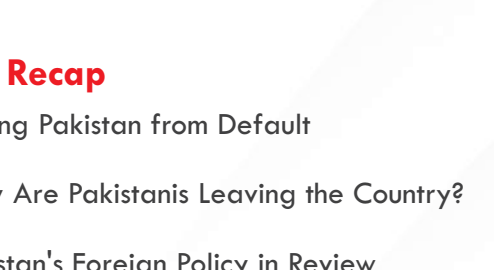 Recap
ng Pakistan from Default
Are Pakistanis Leaving the Country?
stan's Foreign Policy in Review